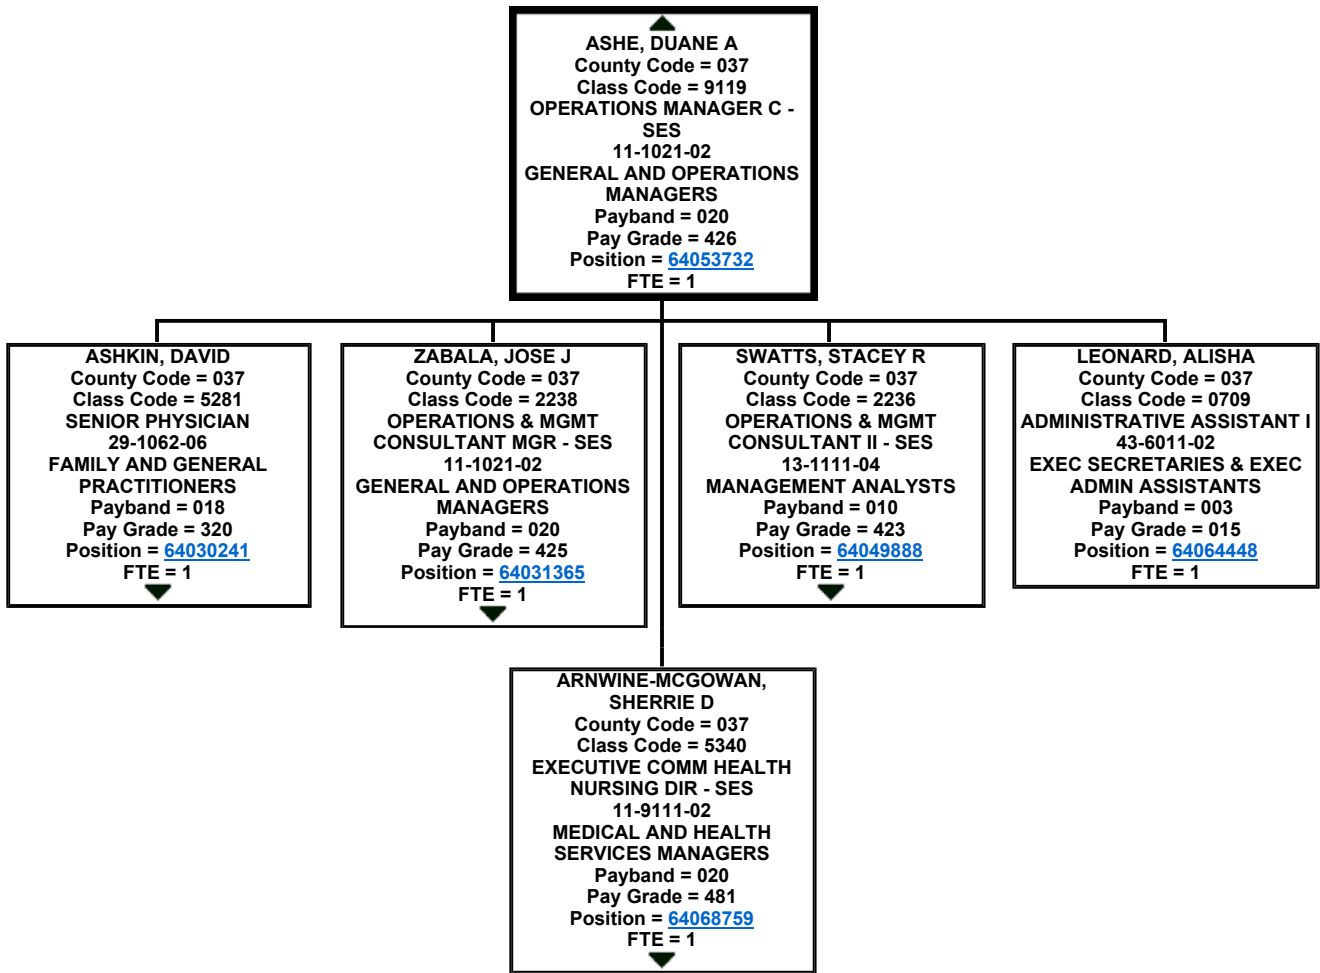 ASHE, DUANE A
County Code = 037
Class Code = 9119
OPERATIONS MANAGER C -
SES
11-1021-02
GENERAL AND OPERATIONS
MANAGERS
Payband = 020
Pay Grade = 426
Position = 64053732
FTE = 1
ASHKIN, DAVID
County Code = 037
Class Code = 5281
SENIOR PHYSICIAN
29-1062-06
FAMILY AND GENERAL
PRACTITIONERS
Payband = 018
Pay Grade = 320
Position = 64030241
FTE = 1
ZABALA, JOSE J
County Code = 037
Class Code = 2238
OPERATIONS & MGMT
CONSULTANT MGR - SES
11-1021-02
GENERAL AND OPERATIONS
MANAGERS
Payband = 020
Pay Grade = 425
Position = 64031365
FTE = 1
SWATTS, STACEY R
County Code = 037
Class Code = 2236
OPERATIONS & MGMT
CONSULTANT II - SES
13-1111-04
MANAGEMENT ANALYSTS
Payband = 010
Pay Grade = 423
Position = 64049888
FTE = 1
LEONARD, ALISHA
County Code = 037
Class Code = 0709
ADMINISTRATIVE ASSISTANT I
43-6011-02
EXEC SECRETARIES & EXEC
ADMIN ASSISTANTS
Payband = 003
Pay Grade = 015
Position = 64064448
FTE = 1
ARNWINE-MCGOWAN,
SHERRIE D
County Code = 037
Class Code = 5340
EXECUTIVE COMM HEALTH
NURSING DIR - SES
11-9111-02
MEDICAL AND HEALTH
SERVICES MANAGERS
Payband = 020
Pay Grade = 481
Position = 64068759
FTE = 1